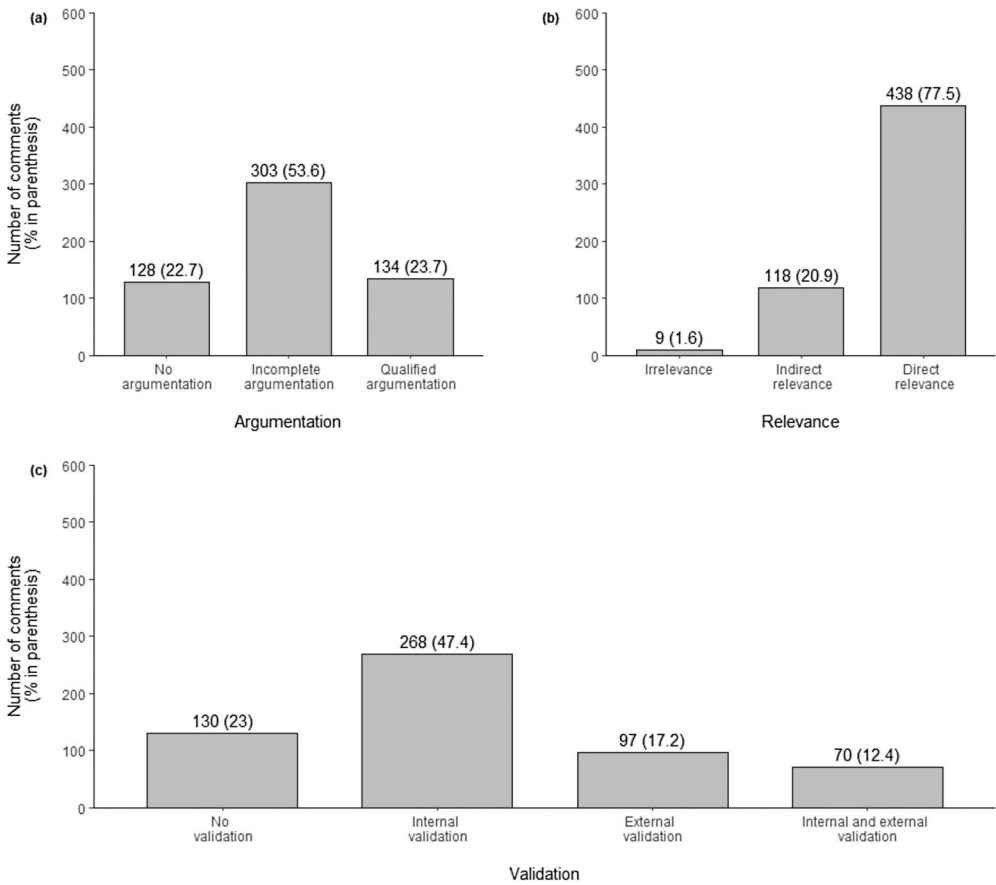 (a)
Number of comments
(% in parenthesis)
600
500
400
300
200
100
0
128 (22.7)
303 (53.6)
134 (23.7)
No
argumentation
Incomplete
argumentation
Qualified
argumentation
Argumentation
(b)
600
500
400
300
200
100
0
9 (1.6)
118 (20.9)
438 (77.5)
Irrelevance
Indirect
relevance
Direct
relevance
Relevance
(c)
Number of comments
(% in parenthesis)
600
500
400
300
200
100
0
130 (23)
268 (47.4)
97 (17.2)
70 (12.4)
No
validation
Internal
validation
External
validation
Internal and external
validation
Validation